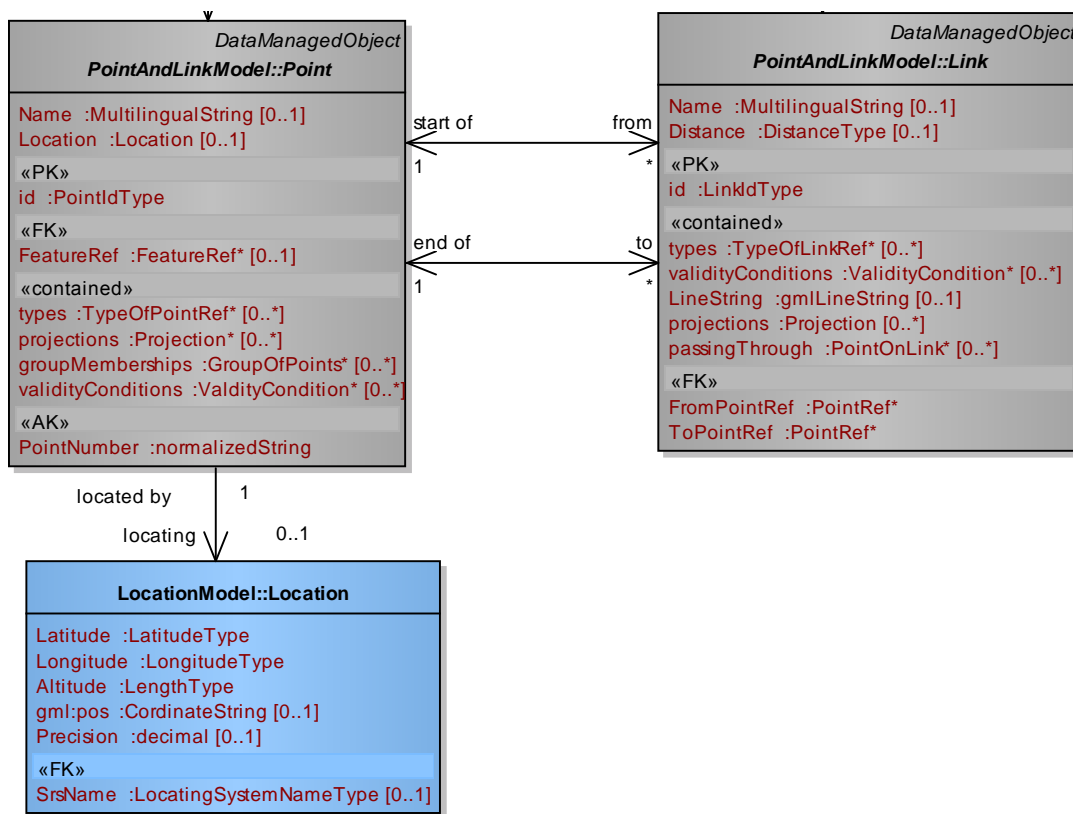 DataManagedObject
PointAndLinkModel::Point
Name :MultilingualString [0..1]
Location :Location [0..1]
«PK»
id :PointIdType
«FK»
FeatureRef :FeatureRef* [0..1]
«contained»
types :TypeOfPointRef* [0..*]
projections :Projection* [0..*]
groupMemberships :GroupOfPoints* [0..*]
validityConditions :ValdityCondition* [0..*]
«AK»
PointNumber :normalizedString
start of
from
1
*
end of
to
1
*
DataManagedObject
PointAndLinkModel::Link
Name :MultilingualString [0..1]
Distance :DistanceType [0..1]
«PK»
id :LinkIdType
«contained»
types :TypeOfLinkRef* [0..*]
validityConditions :ValidityCondition* [0..*]
LineString :gmlLineString [0..1]
projections :Projection [0..*]
passingThrough :PointOnLink* [0..*]
«FK»
FromPointRef :PointRef*
ToPointRef :PointRef*
located by
1
locating
0..1
LocationModel::Location
Latitude :LatitudeType
Longitude :LongitudeType
Altitude :LengthType
gml:pos :CordinateString [0..1]
Precision :decimal [0..1]
«FK»
SrsName :LocatingSystemNameType [0..1]